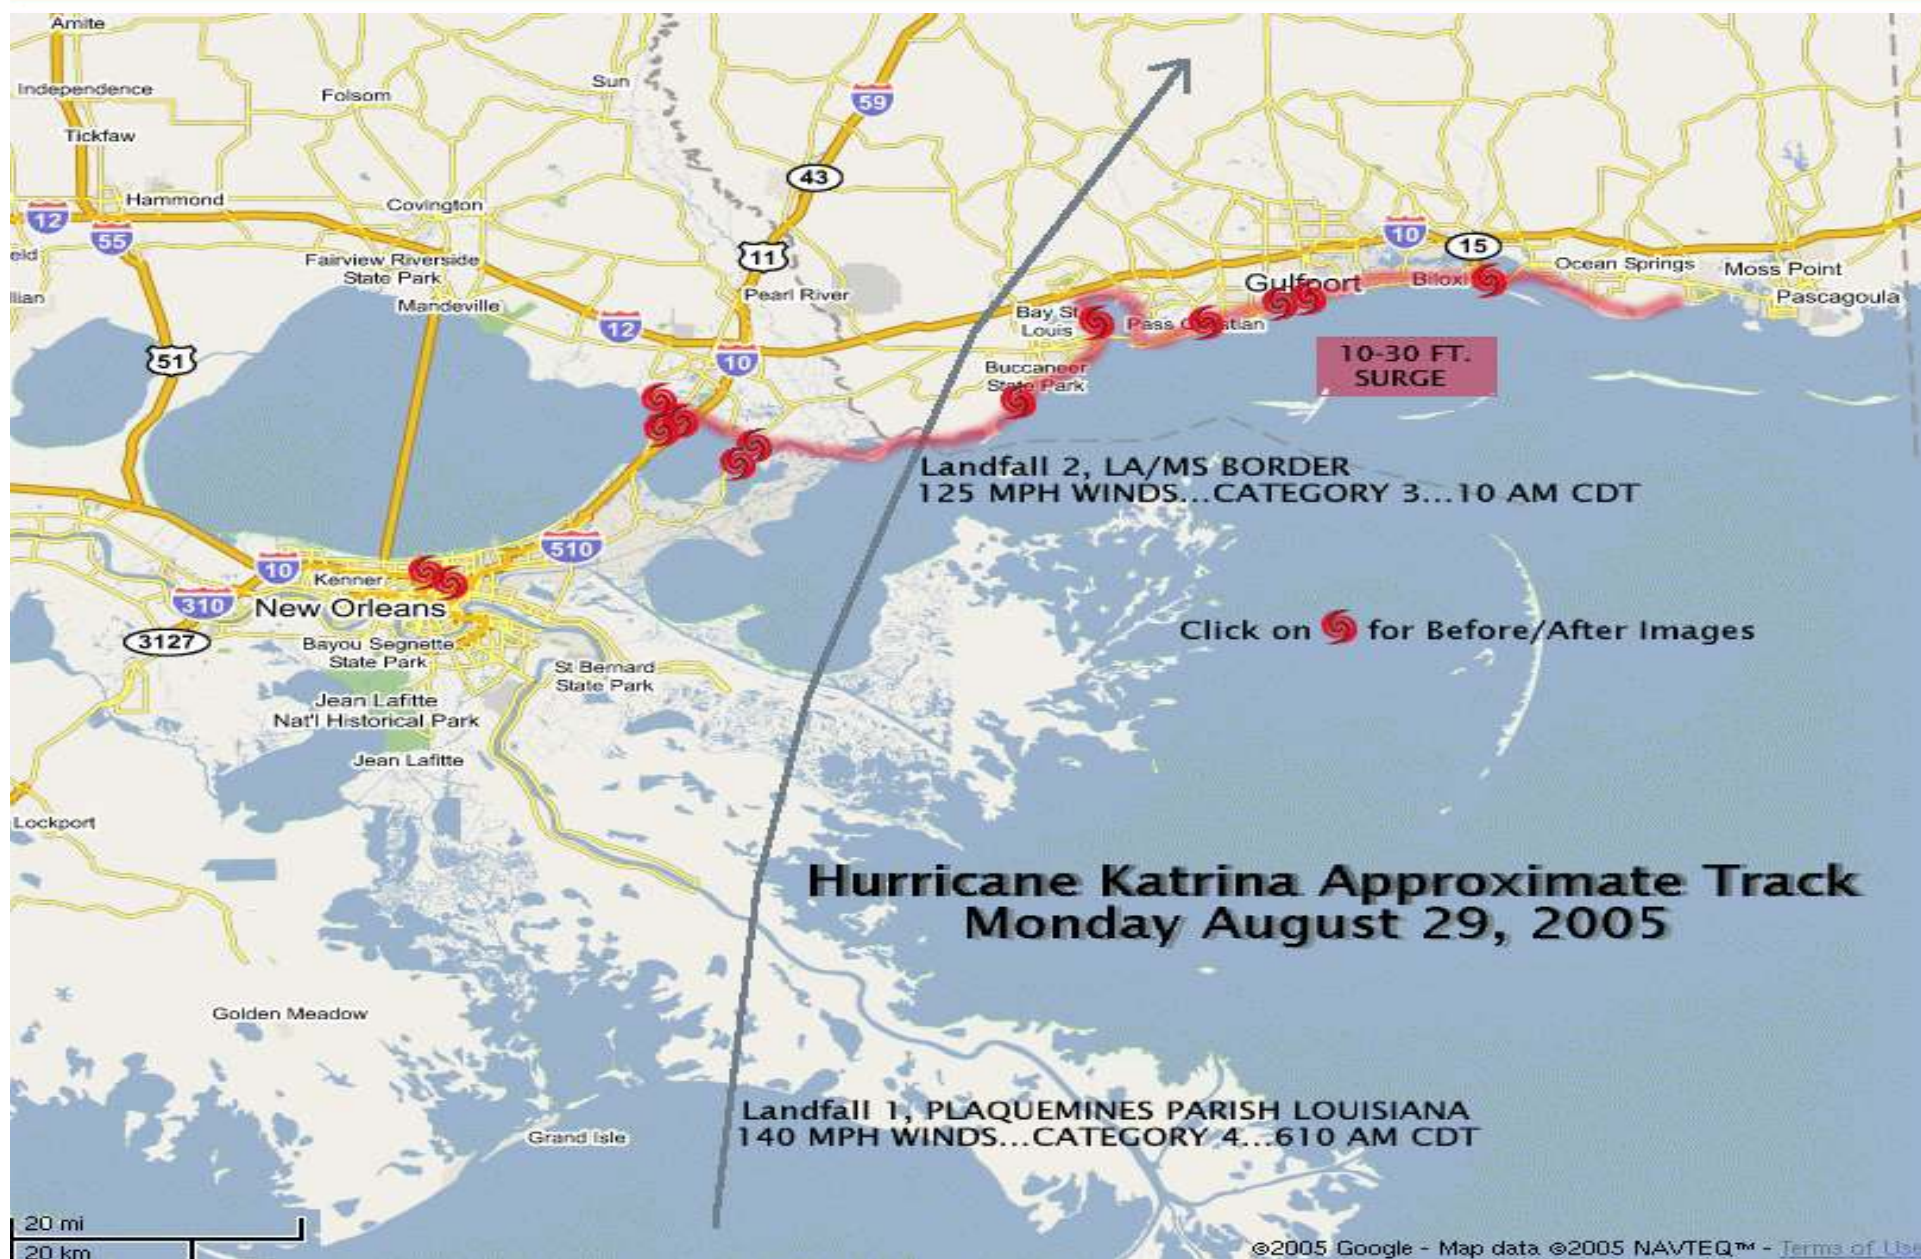 Amite
Independence
Folsom
Sun
59
Tickfaw
43
Hammond
Covington
12
55
11
10
15
Fairview Riverside
State Park
Ocean Springs
Moss Point
Pearl River
Mandeville
Gulfport
Biloxi
Pascagoula
Bay St
Louis
Pass
12
51
10
Buccaneer
State Park
10-30 FT.
SURGE
Landfall 2, LA/MS BORDER
125 MPH WINDS...CATEGORY 3...10 AM CDT
510
10
Kenner
310
New Orleans
3127
Bayou Segnette
State Park
St Bernard
State Park
Click on for Before/After Images
Jean Lafitte
Nat'l Historical Park
Jean Lafitte
Lockport
Hurricane Katrina Approximate Track
Monday August 29, 2005
Golden Meadow
Landfall 1, PLAQUEMINES PARISH LOUISIANA
140 MPH WINDS...CATEGORY 4...610 AM CDT
Grand Isle
20 mi
20 km
©2005 Google - Map data ©2005 NAVTEQ™ - Terms of